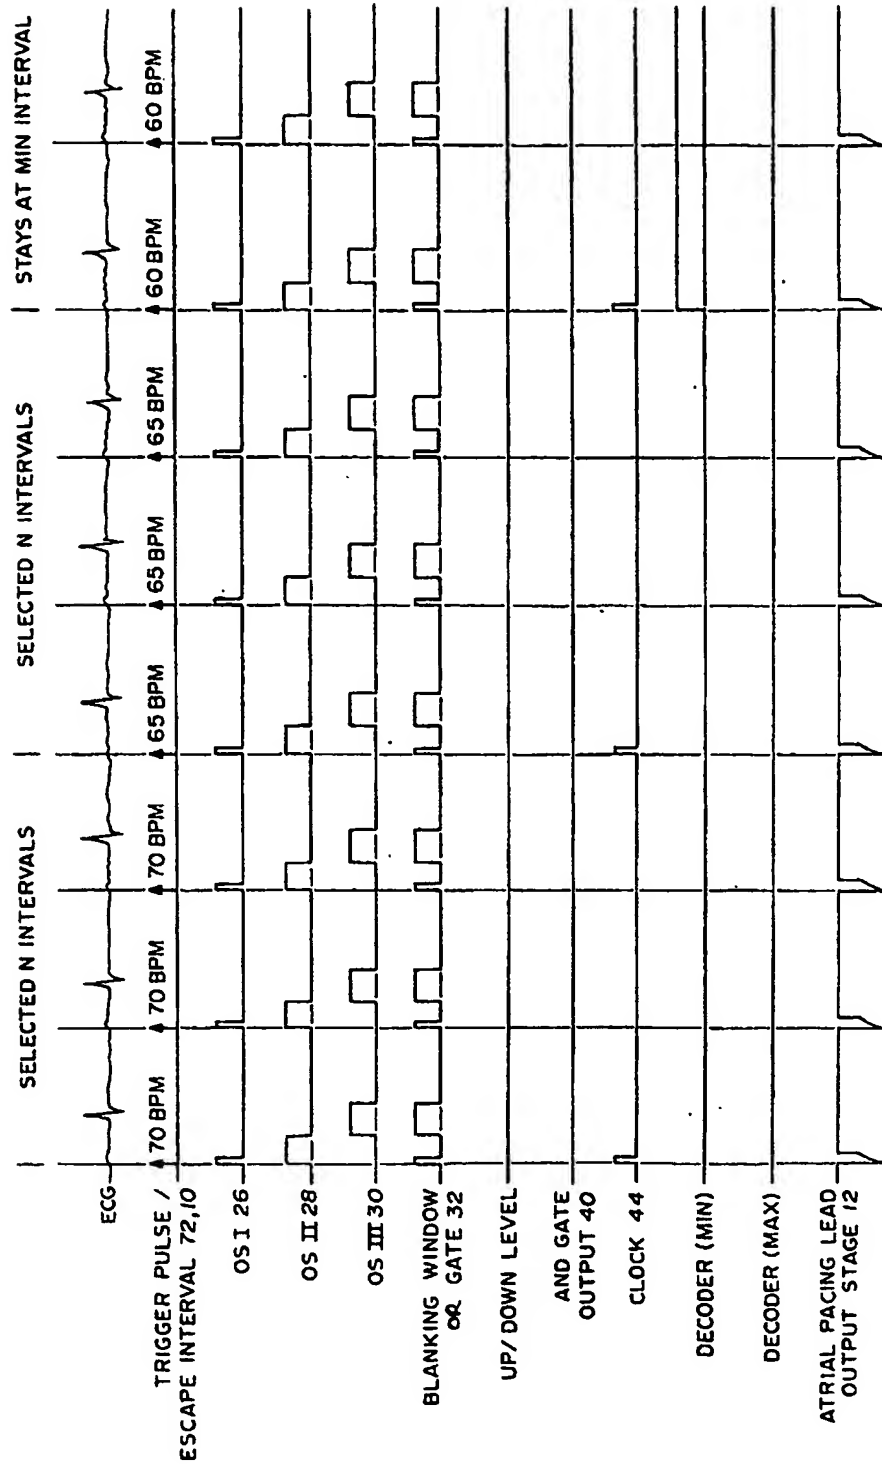 SELECTED N INTERVALS
SELECTED N INTERVALS
STAYS AT MIN INTERVAL
ECG
TRIGGER PULSE /
ESCAPE INTERVAL 72,10
70 BPM
70 BPM
70 BPM
65 BPM
65 BPM
65 BPM
60 BPM
60 BPM
OS I 26
OS II 28
OS III 30
BLANKING WINDOW
OR GATE 32
UP/DOWN LEVEL
AND GATE
OUTPUT 40
CLOCK 44
DECODER (MIN)
DECODER (MAX)
ATRIAL PACING LEAD
OUTPUT STAGE 12